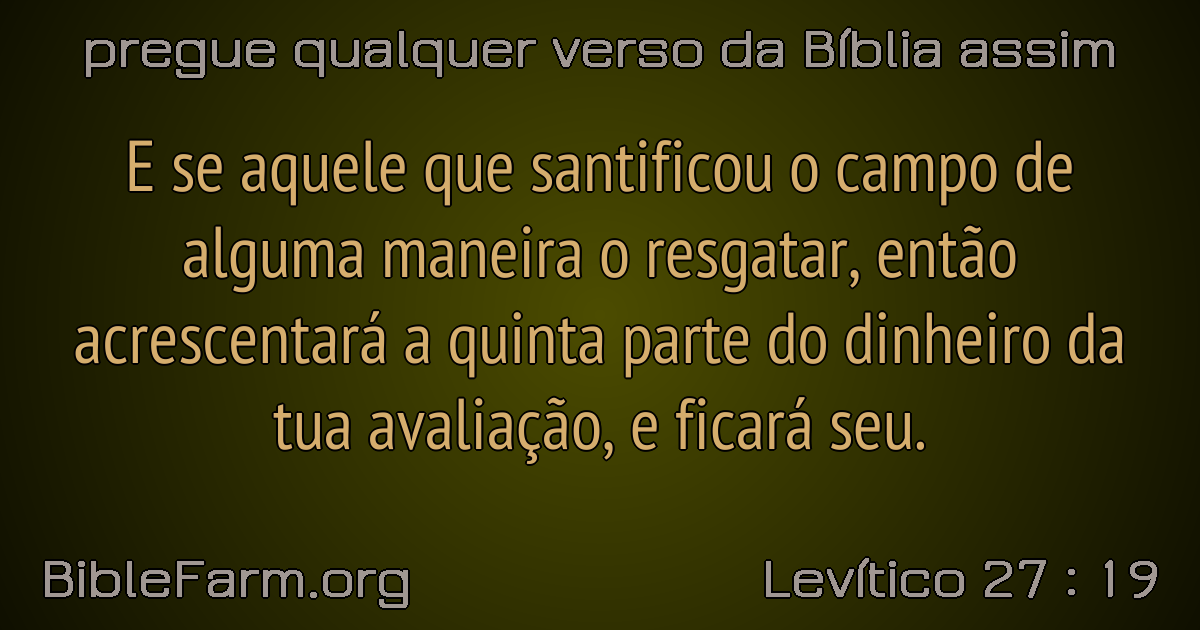 pregue qualquer verso da Bíblia assim
E se aquele que santificou o campo de
alguma maneira o resgatar, então
acrescentará a quinta parte do dinheiro da
tua avaliação, e ficará seu.
BibleFarm.org
Levítico 27 : 19